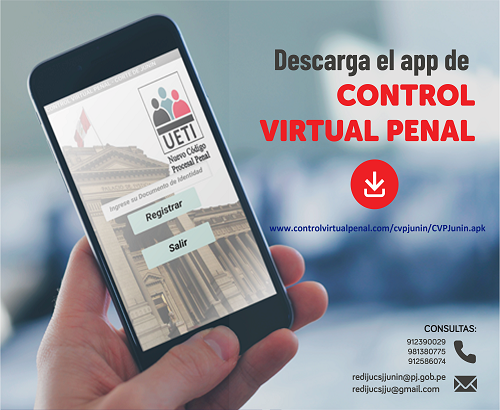 Descarga el app de
CONTROL
VIRTUAL PENAL
www.controlvirtualpenal.com/cvpjunin/CVPJunin.apk
UETI
Nuevo Código
Procesal Penal
Ingrese su Documento de Identidad
Registrar
Salir
CONSULTAS:
912390029
981380775
912586074
redijucsjjunin@pj.gob.pe
redijucsjju@gmail.com